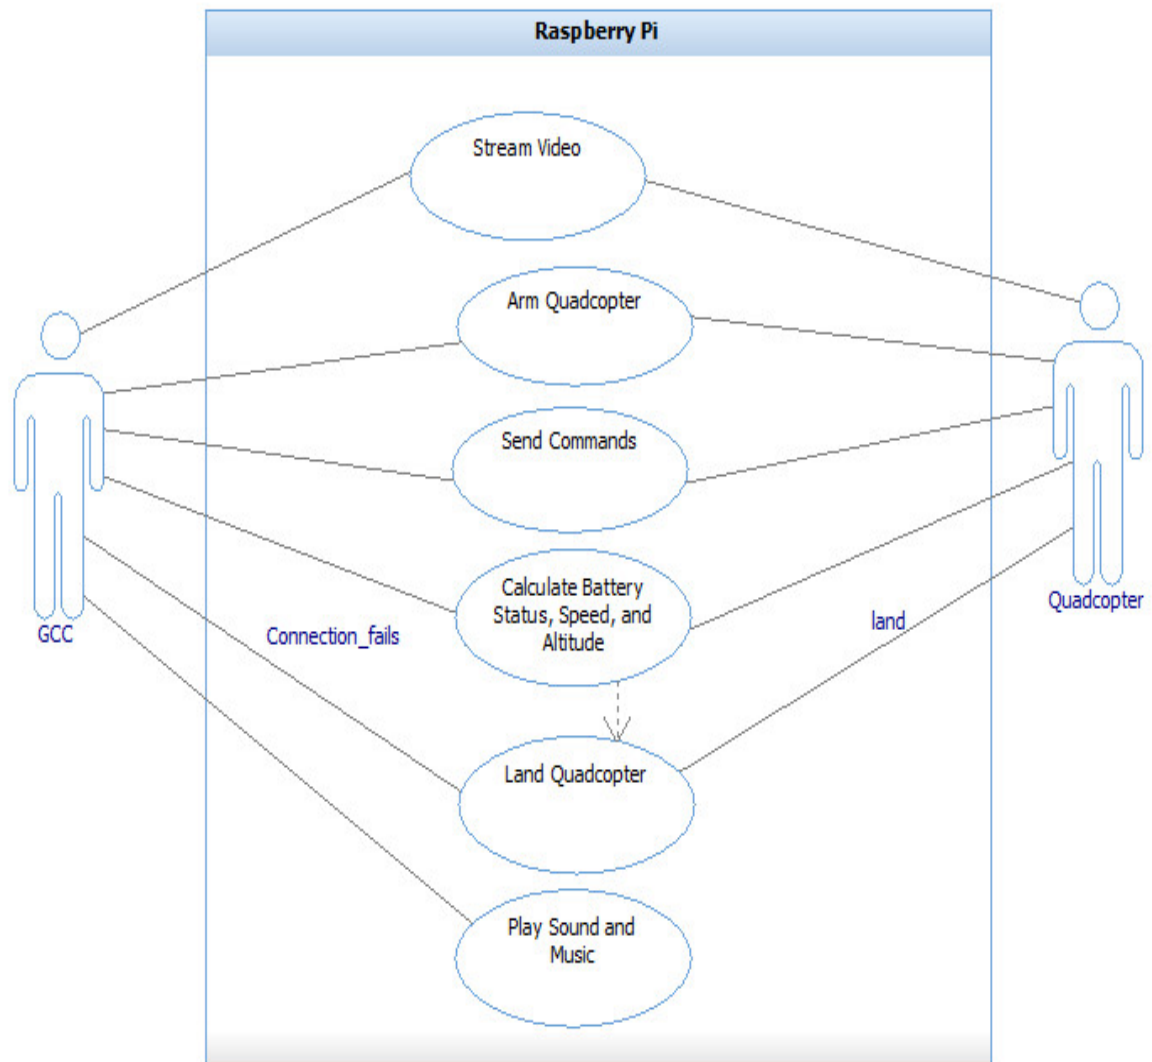 Raspberry Pi
Stream Video
Arm Quadcopter
Send Commands
Calculate Battery
Status, Speed, and
Altitude
Quadcopter
GCC
Connection_fails
land
Land Quadcopter
Play Sound and
Music